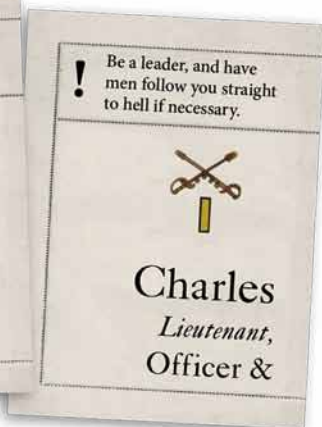 !
Be a leader, and have
men follow you straight
to hell if necessary.
Charles
Lieutenant,
Officer &